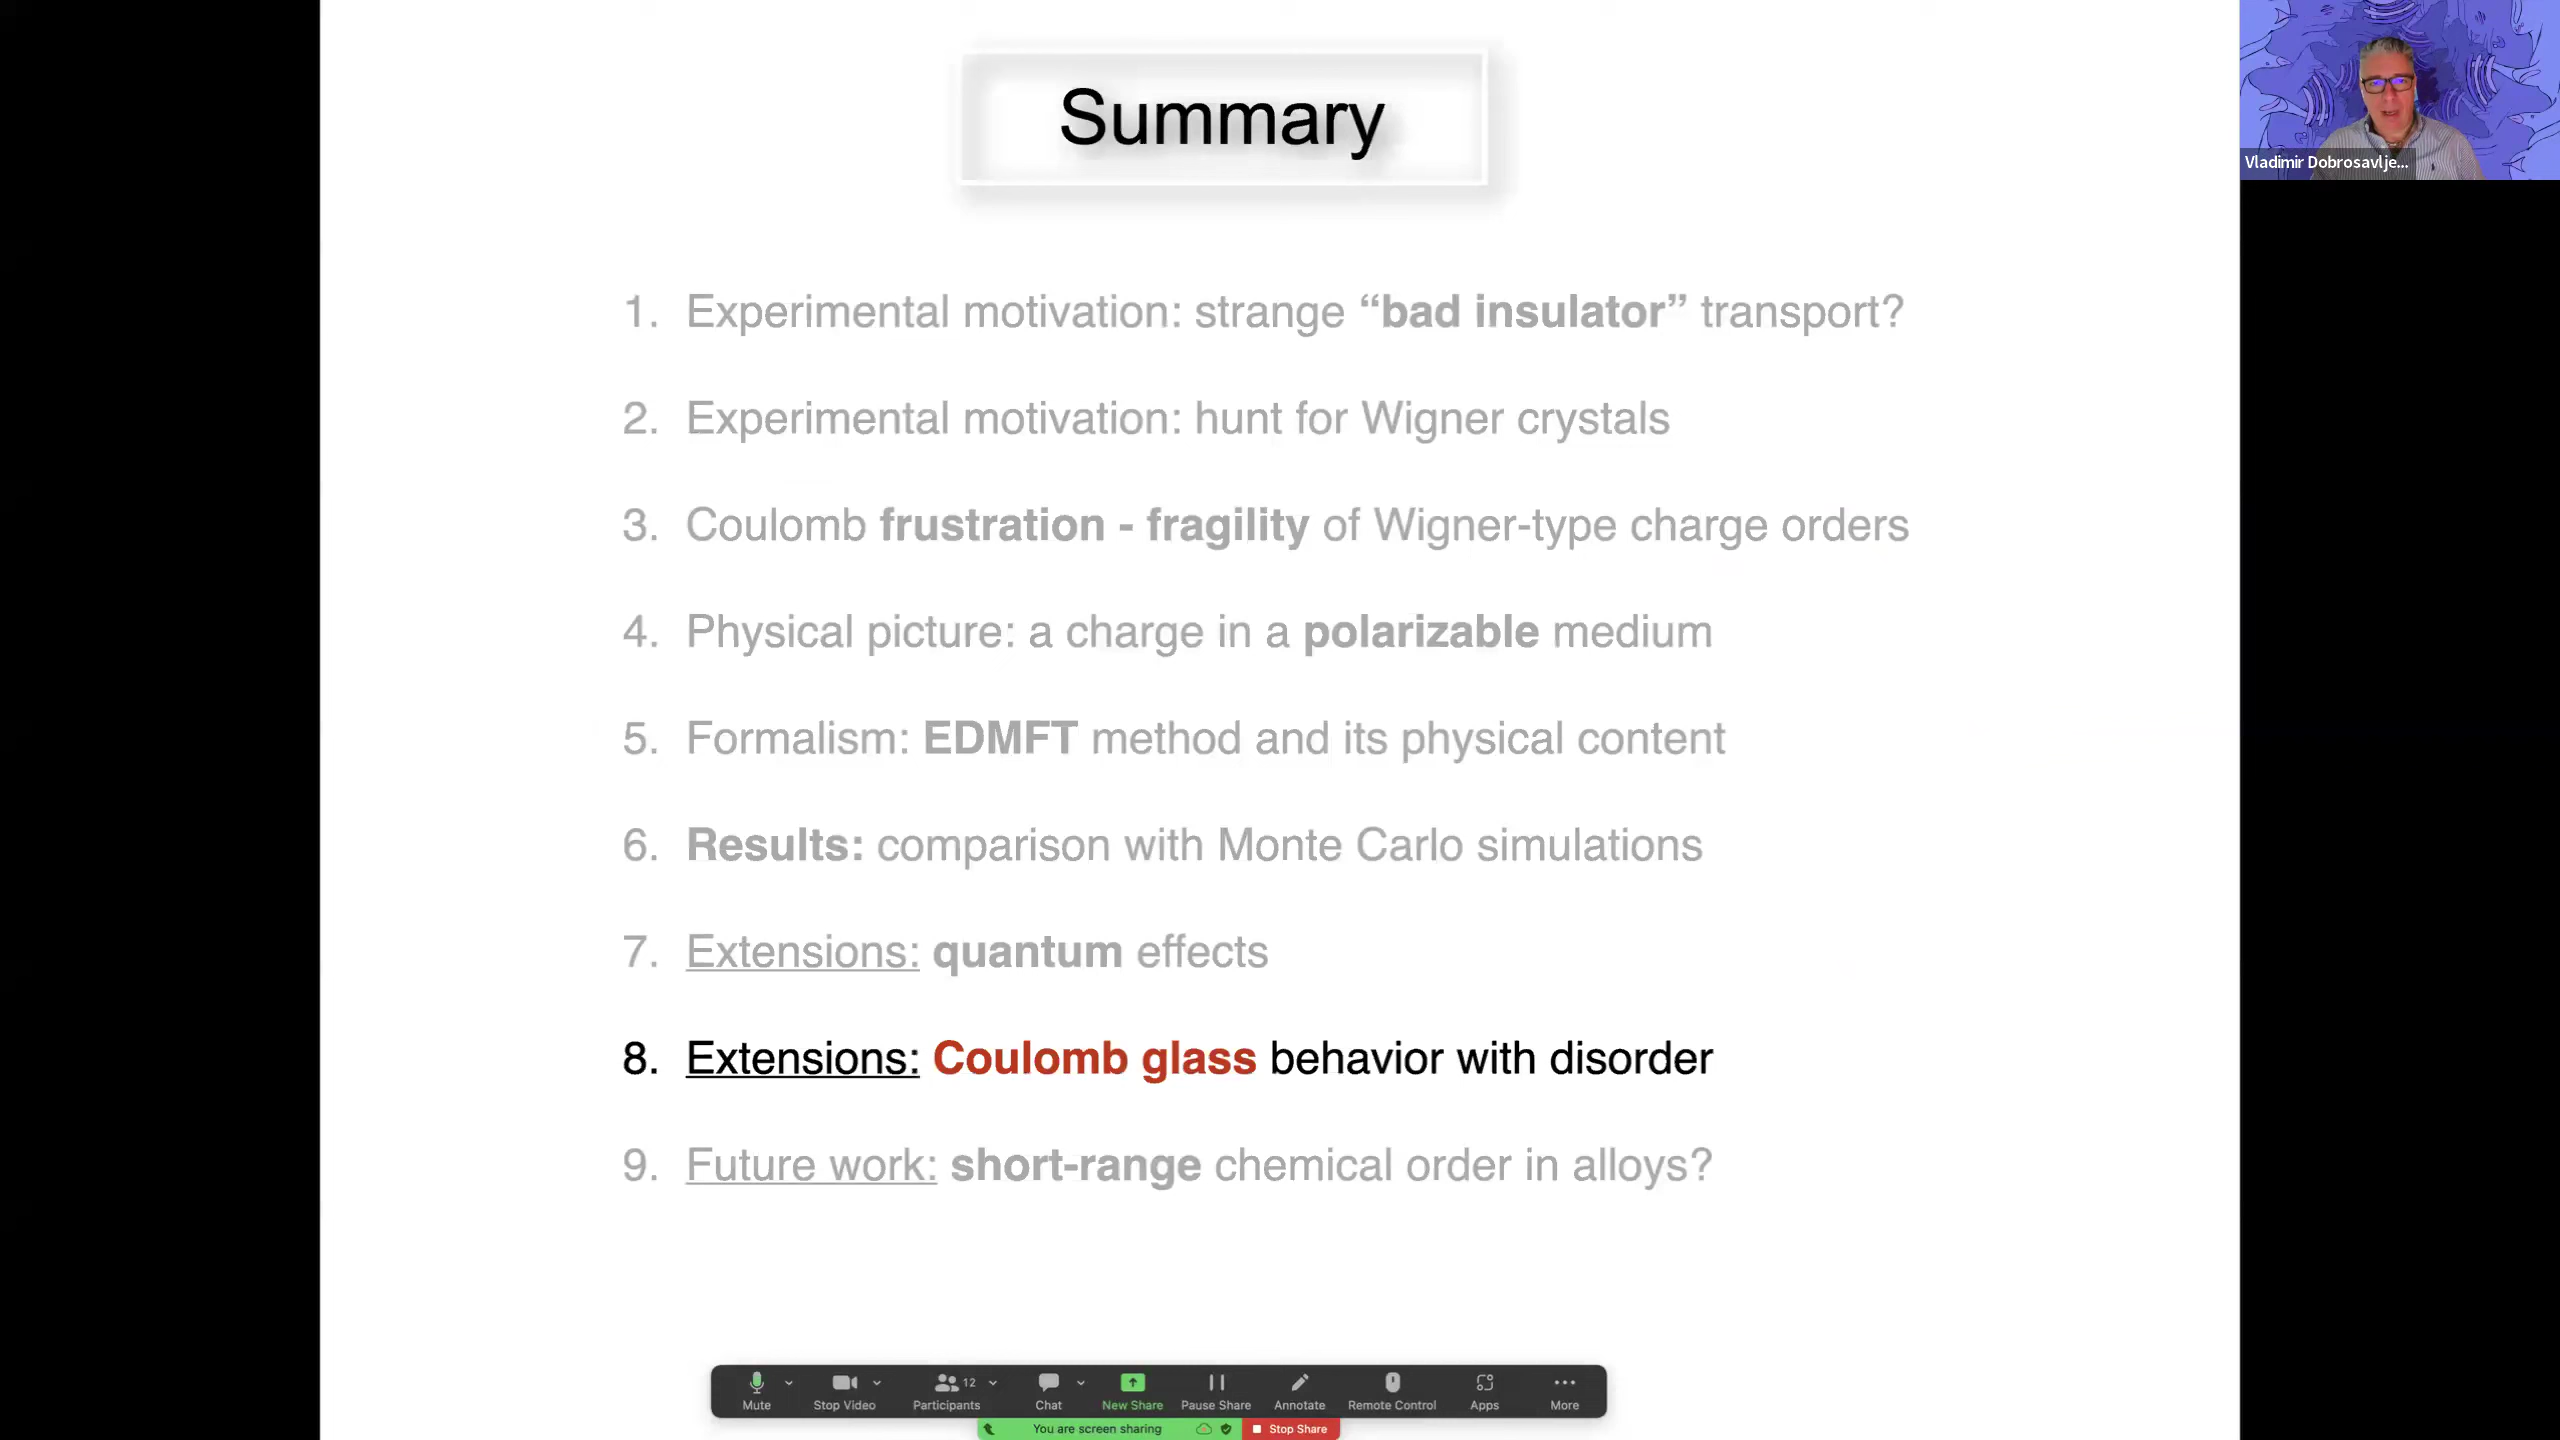 Summary
Vladimir Dobrosavlje...
1. Experimental motivation: strange “bad insulator” transport?
2. Experimental motivation: hunt for Wigner crystals
3. Coulomb frustration - fragility of Wigner-type charge orders
4. Physical picture: a charge in a polarizable medium
5. Formalism: EDMFT method and its physical content
6. Results: comparison with Monte Carlo simulations
7. Extensions: quantum effects
8. Extensions: Coulomb glass behavior with disorder
9. Future work: short-range chemical order in alloys?
12
Mute Stop Video Participants Chat New Share Pause Share Annotate Remote Control Apps More
You are screen sharing Stop Share